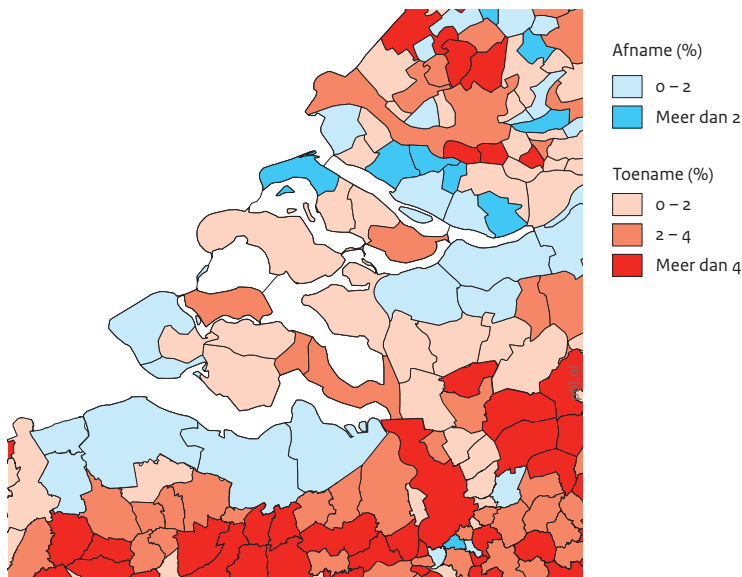 Afname (%)
0 – 2
Meer dan 2
Toename (%)
0 – 2
2 – 4
Meer dan 4